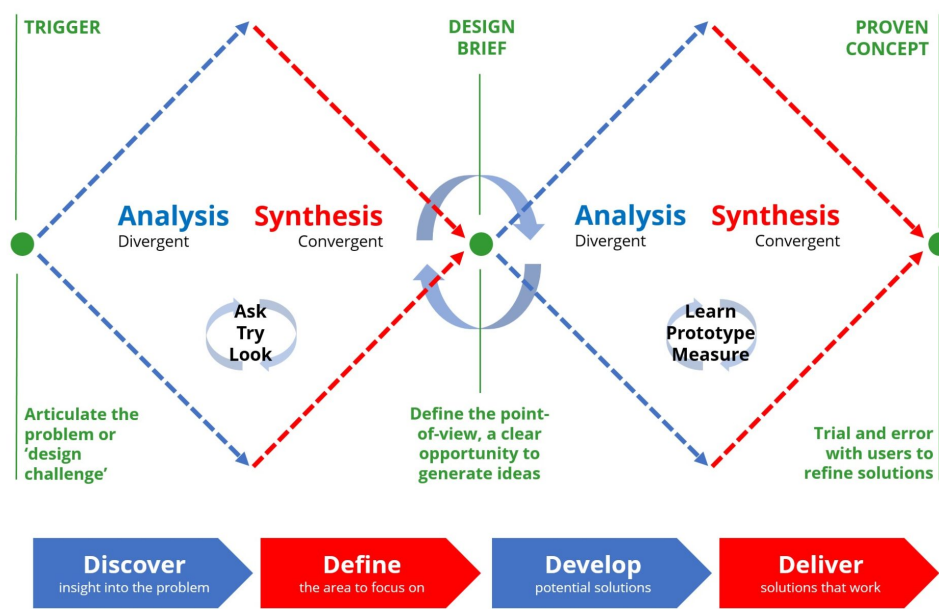 TRIGGER
DESIGN
BRIEF
PROVEN
CONCEPT
Analysis
Divergent
Synthesis
Convergent
Analysis
Divergent
Synthesis
Convergent
Ask
Try
Look
Learn
Prototype
Measure
Articulate the
problem or
‘design
challenge’
Define the point-
of-view, a clear
opportunity to
generate ideas
Trial and error
with users to
refine solutions
Discover
insight into the problem
Define
the area to focus on
Develop
potential solutions
Deliver
solutions that work